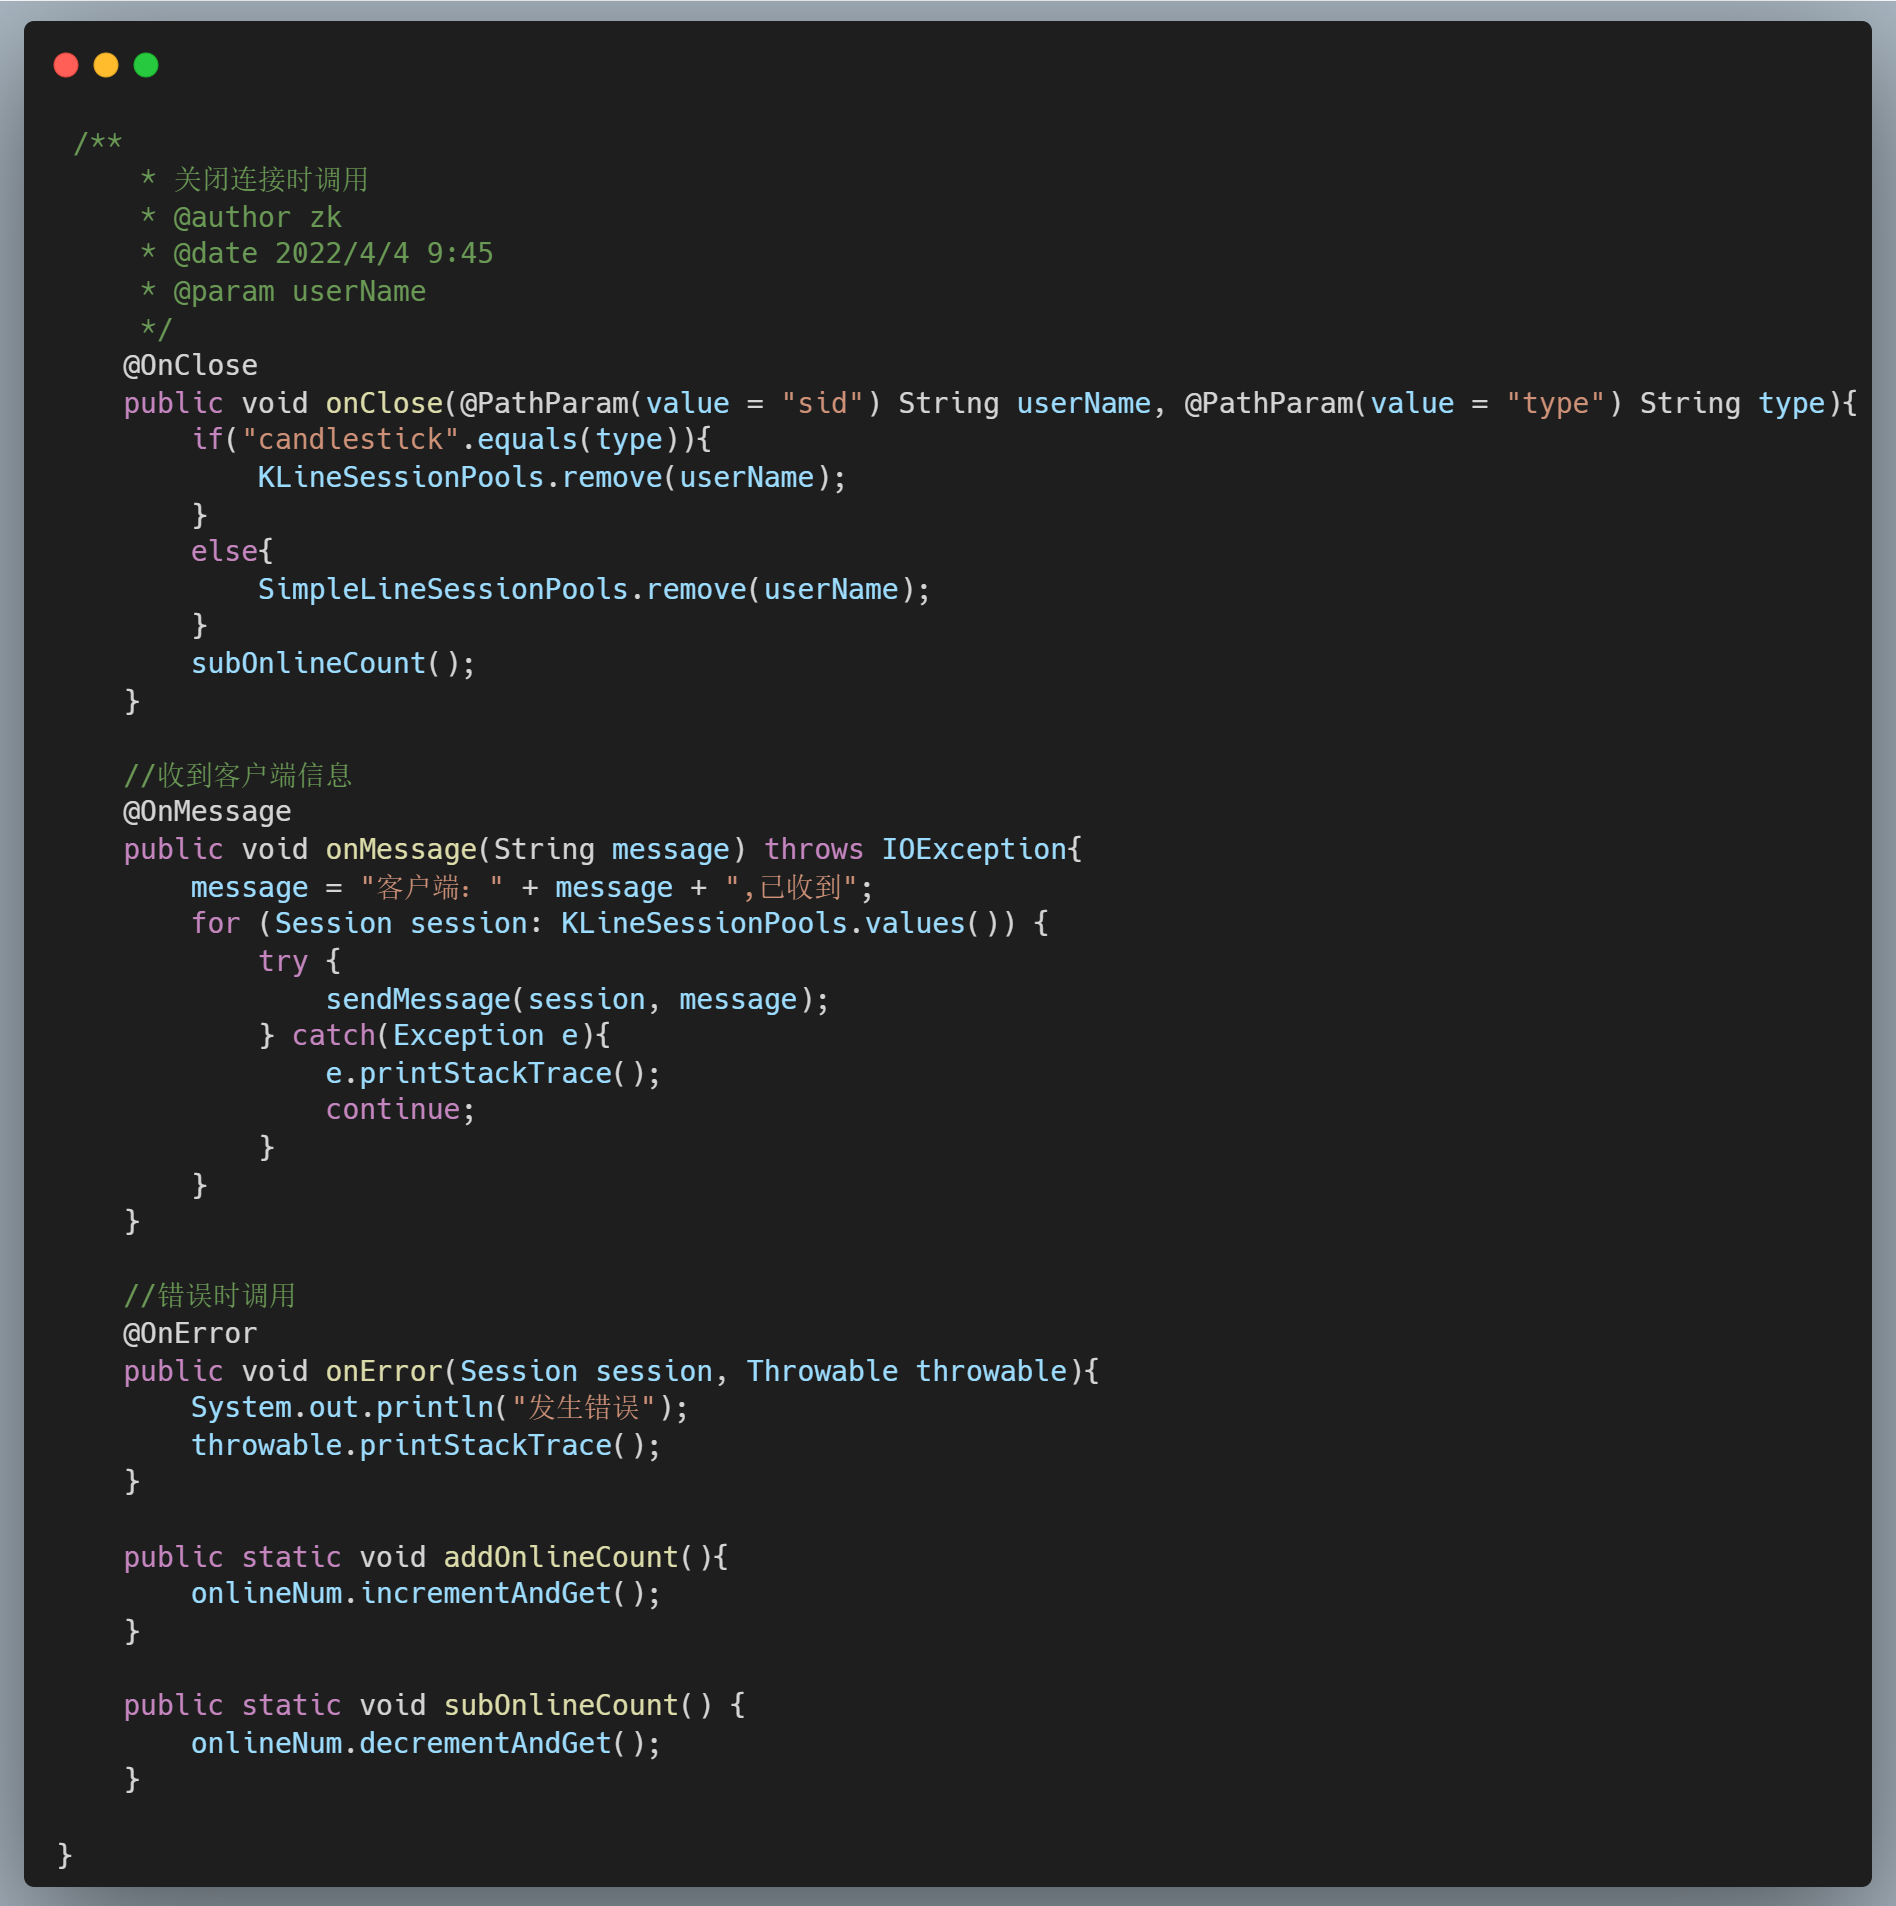 /**
* 关闭连接时调用
* @author zk
* @date 2022/4/4 9:45
* @param userName
*/
@OnClose
public void onClose(@PathParam(value = "sid") String userName, @PathParam(value = "type") String type){
if("candlestick".equals(type)){
KLineSessionPools.remove(userName);
}
else{
SimpleLineSessionPools.remove(userName);
}
subOnlineCount();
}
//收到客户端信息
@OnMessage
public void onMessage(String message) throws IOException{
message = "客户端：" + message + ",已收到";
for (Session session: KLineSessionPools.values()) {
try {
sendMessage(session, message);
} catch(Exception e){
e.printStackTrace();
continue;
}
}
}
//错误时调用
@OnError
public void onError(Session session, Throwable throwable){
System.out.println("发生错误");
throwable.printStackTrace();
}
public static void addOnlineCount(){
onlineNum.incrementAndGet();
}
public static void subOnlineCount() {
onlineNum.decrementAndGet();
}
}